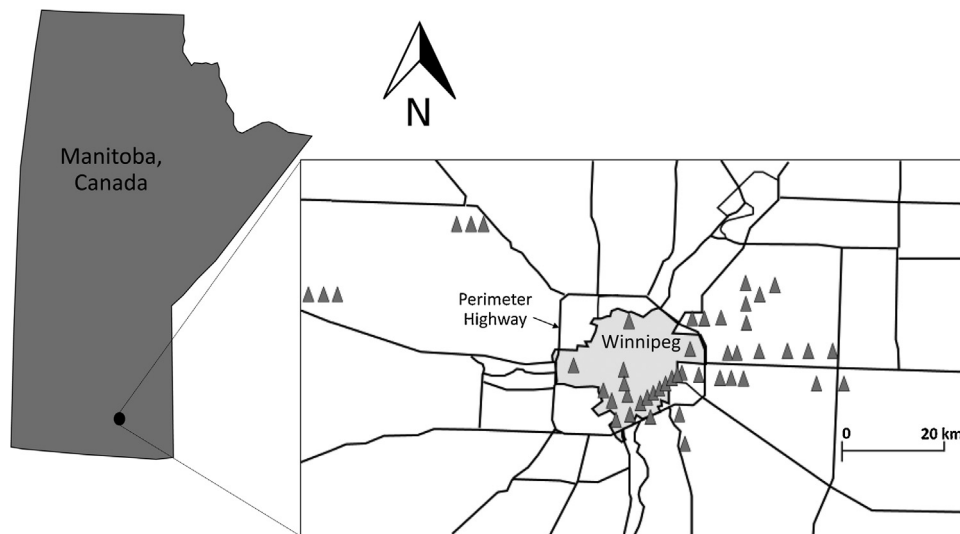 Manitoba,
Canada
N
Perimeter
Highway
Winnipeg
0 20 km